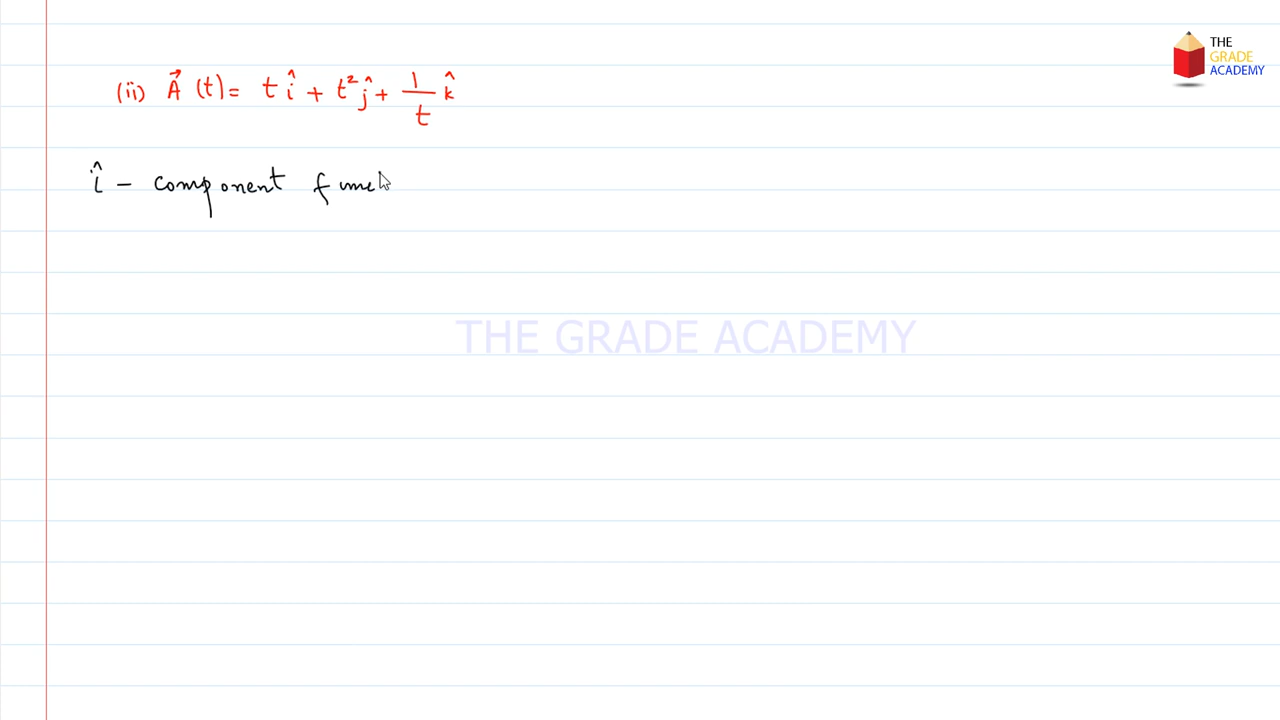 THE
GRADE
ACADEMY
(ii) A⃗ (t) = t î + t² ĵ + 1/t k̂
î - component func
THE GRADE ACADEMY